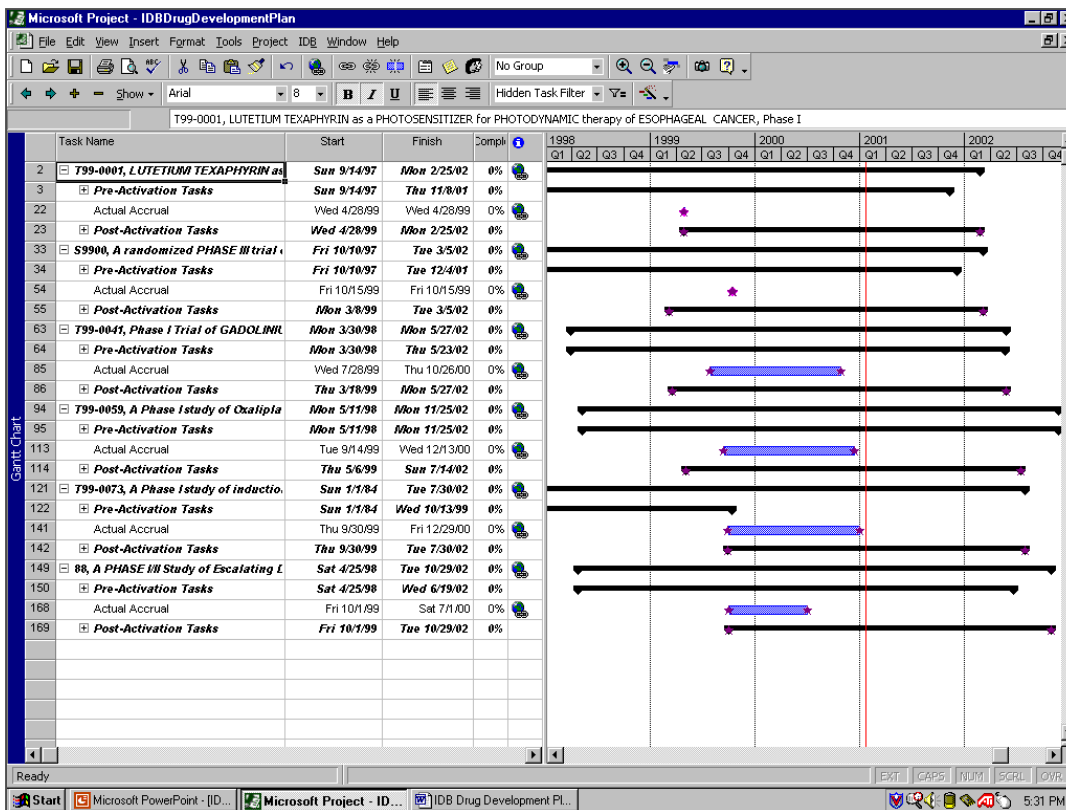 Microsoft Project - IDBDrugDevelopmentPlan
File Edit View Insert Format Tools Project IDB Window Help
No Group
Show Arial 8 B I U Hidden Task Filter
T99-0001, LUTETIUM TEXAPHYRIN as a PHOTOSENSITIZER for PHOTODYNAMIC therapy of ESOPHAGEAL CANCER, Phase I
Task Name Start Finish Comple 1998 1999 2000 2001 2002
Q1 Q2 Q3 Q4 Q1 Q2 Q3 Q4 Q1 Q2 Q3 Q4 Q1 Q2 Q3 Q4 Q1 Q2 Q3 Q4
2 T99-0001, LUTETIUM TEXAPHYRIN as Sun 9/14/97 Mon 2/25/02 0%
3 Pre-Activation Tasks Sun 9/14/97 Thu 11/8/01 0%
22 Actual Accrual Wed 4/28/99 Wed 4/28/99 0%
23 Post-Activation Tasks Wed 4/28/99 Mon 2/25/02 0%
33 S9900, A randomized PHASE III trial Fri 10/10/97 Tue 3/5/02 0%
34 Pre-Activation Tasks Fri 10/10/97 Tue 12/4/01 0%
54 Actual Accrual Fri 10/15/99 Fri 10/15/99 0%
55 Post-Activation Tasks Mon 3/8/99 Tue 3/5/02 0%
63 T99-0041, Phase I Trial of GADOLINIU Mon 3/30/98 Mon 5/27/02 0%
64 Pre-Activation Tasks Mon 3/30/98 Thu 5/23/02 0%
85 Actual Accrual Wed 7/28/99 Thu 10/26/00 0%
86 Post-Activation Tasks Thu 3/18/99 Mon 5/27/02 0%
94 T99-0059, A Phase I study of Oxalipla Mon 5/11/98 Mon 11/25/02 0%
95 Pre-Activation Tasks Mon 5/11/98 Mon 11/25/02 0%
113 Actual Accrual Tue 9/14/99 Wed 12/13/00 0%
114 Post-Activation Tasks Thu 5/6/99 Sun 7/14/02 0%
121 T99-0073, A Phase I study of inductio Sun 1/1/84 Tue 7/30/02 0%
122 Pre-Activation Tasks Sun 1/1/84 Wed 10/13/99 0%
141 Actual Accrual Thu 9/30/99 Fri 12/29/00 0%
142 Post-Activation Tasks Thu 9/30/99 Tue 7/30/02 0%
149 88, A PHASE I/II Study of Escalating D Sat 4/25/98 Tue 10/29/02 0%
150 Pre-Activation Tasks Sat 4/25/98 Wed 6/19/02 0%
168 Actual Accrual Fri 10/1/99 Sat 7/1/00 0%
169 Post-Activation Tasks Fri 10/1/99 Tue 10/29/02 0%
Gantt Chart
Ready EXT CAPS NUM SCRL OVR
Start Microsoft PowerPoint - [ID... Microsoft Project - ID... IDB Drug Development Pl... 5:31 PM